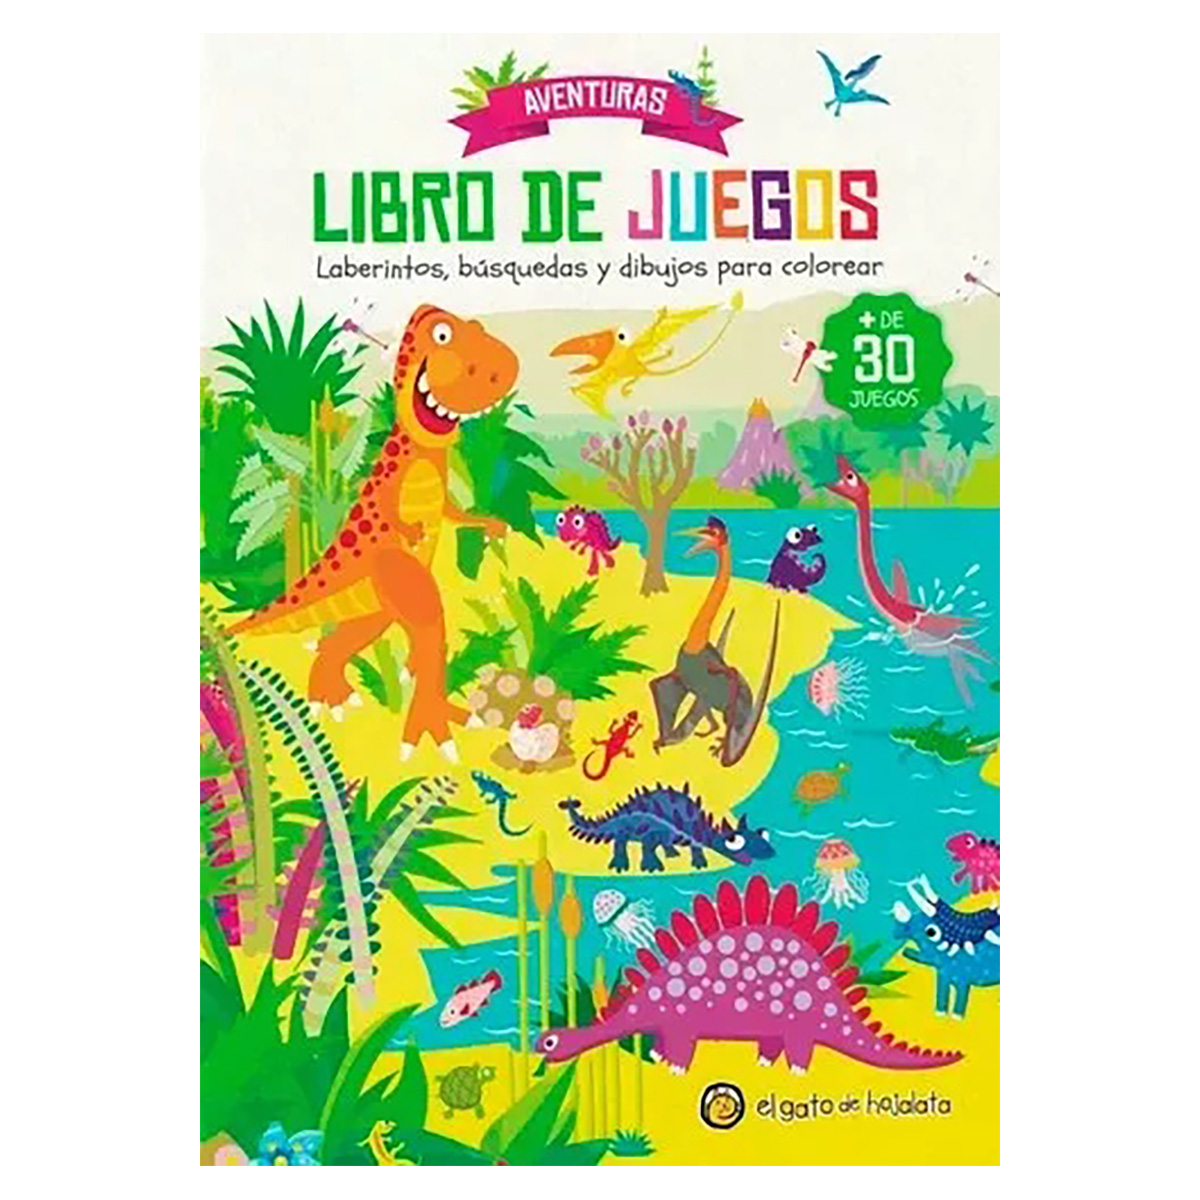 AVENTURAS
LIBRO DE JUEGOS
Laberintos, búsquedas y dibujos para colorear
+ DE
30
JUEGOS
el gato de hojalata